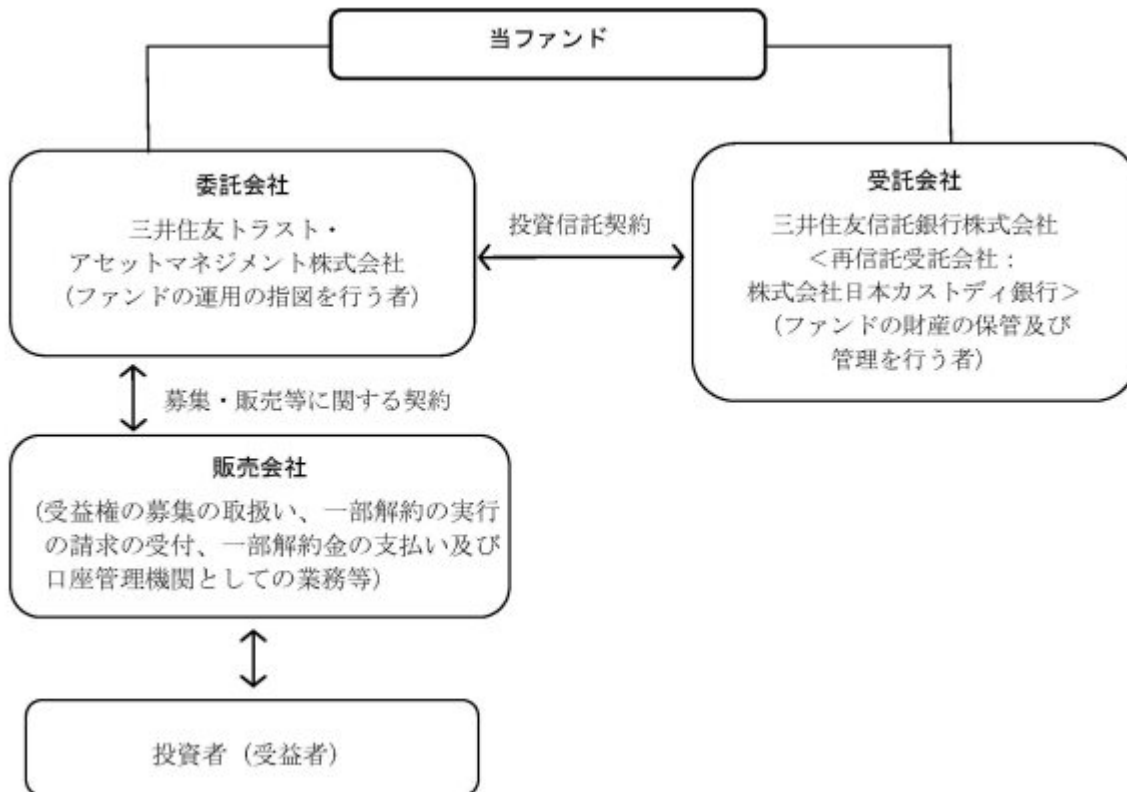 当ファンド
委託会社
三井住友トラスト・
アセットマネジメント株式会社
(ファンドの運用の指図を行う者)
投資信託契約
受託会社
三井住友信託銀行株式会社
＜再信託受託会社：
株式会社日本カストディ銀行＞
(ファンドの財産の保管及び
管理を行う者)
募集・販売等に関する契約
販売会社
(受益権の募集の取扱い、一部解約の実行
の請求の受付、一部解約金の支払い及び
口座管理機関としての業務等)
投資者 (受益者)